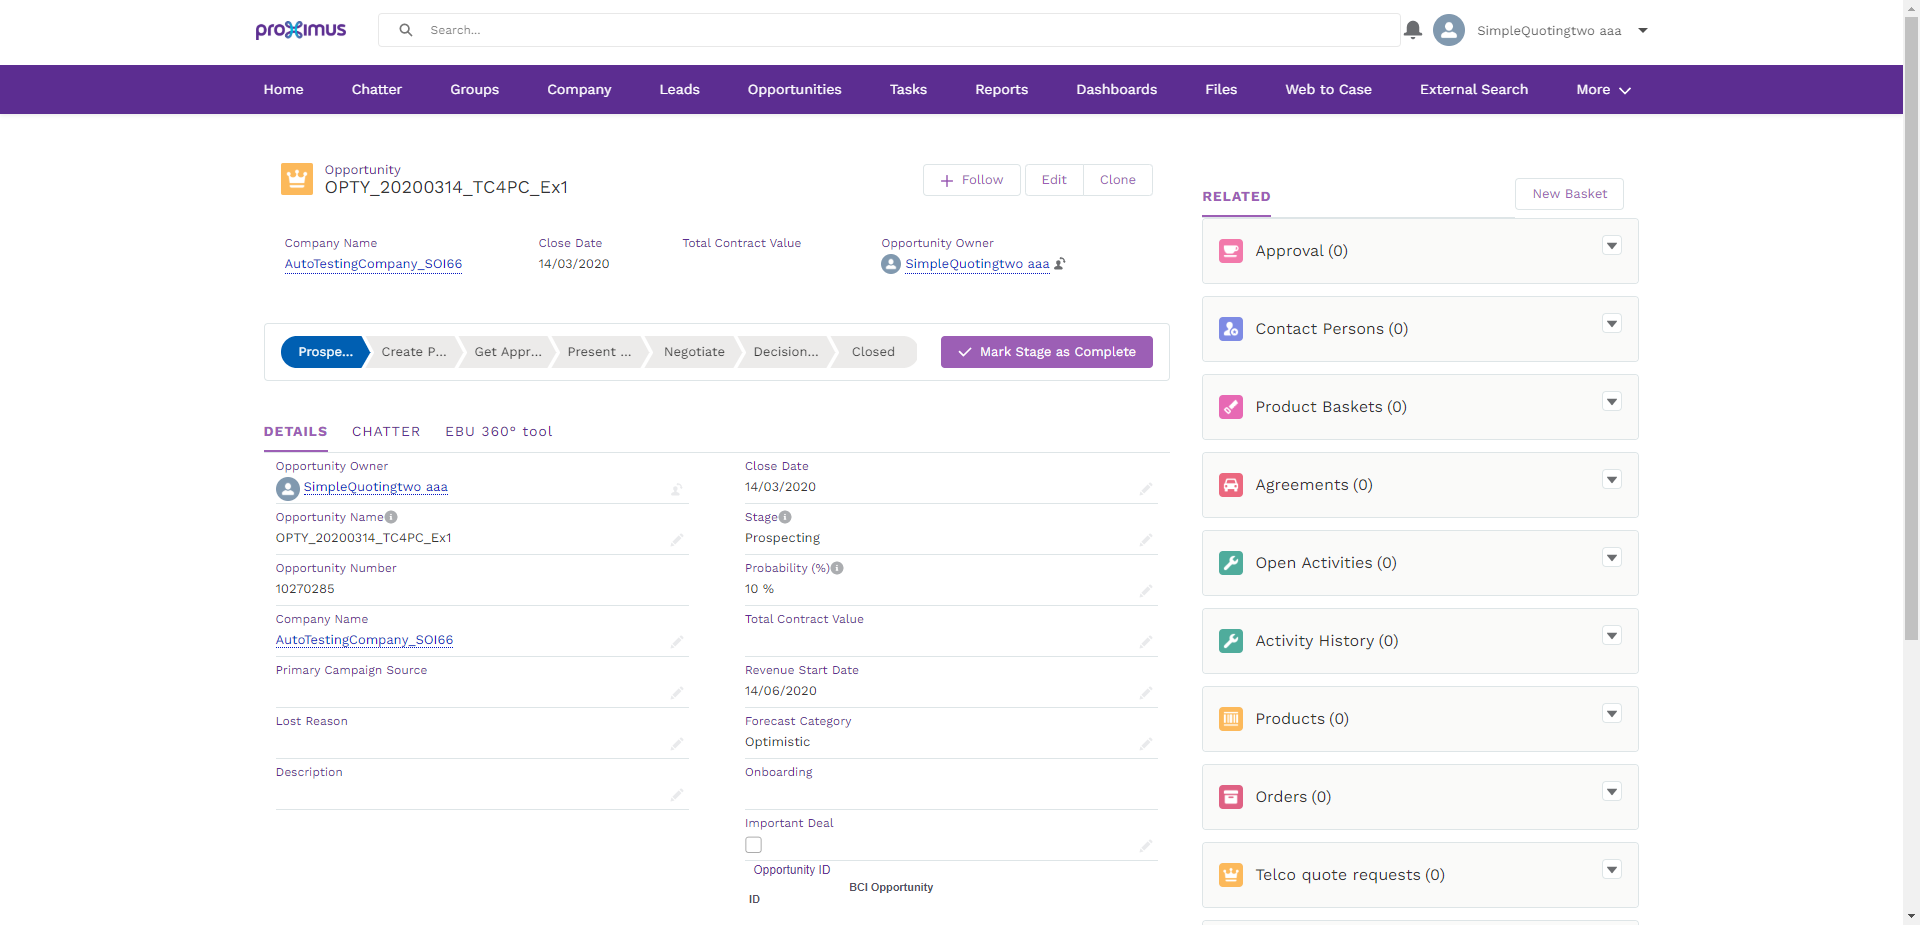 proximus
Search...
SimpleQuotingtwo aaa
Home
Chatter
Groups
Company
Leads
Opportunities
Tasks
Reports
Dashboards
Files
Web to Case
External Search
More
Opportunity
OPTY_20200314_TC4PC_Ex1
Follow
Edit
Clone
Company Name
AutoTestingCompany_SOI66
Close Date
14/03/2020
Total Contract Value
Opportunity Owner
SimpleQuotingtwo aaa
Prospe...
Create P...
Get Appr...
Present ...
Negotiate
Decision...
Closed
Mark Stage as Complete
DETAILS
CHATTER
EBU 360° tool
Opportunity Owner
SimpleQuotingtwo aaa
Opportunity Name
OPTY_20200314_TC4PC_Ex1
Opportunity Number
10270285
Company Name
AutoTestingCompany_SOI66
Primary Campaign Source
Lost Reason
Description
Close Date
14/03/2020
Stage
Prospecting
Probability (%)
10 %
Total Contract Value
Revenue Start Date
14/06/2020
Forecast Category
Optimistic
Onboarding
Important Deal
Opportunity ID
BCI Opportunity
ID
RELATED
New Basket
Approval (0)
Contact Persons (0)
Product Baskets (0)
Agreements (0)
Open Activities (0)
Activity History (0)
Products (0)
Orders (0)
Telco quote requests (0)